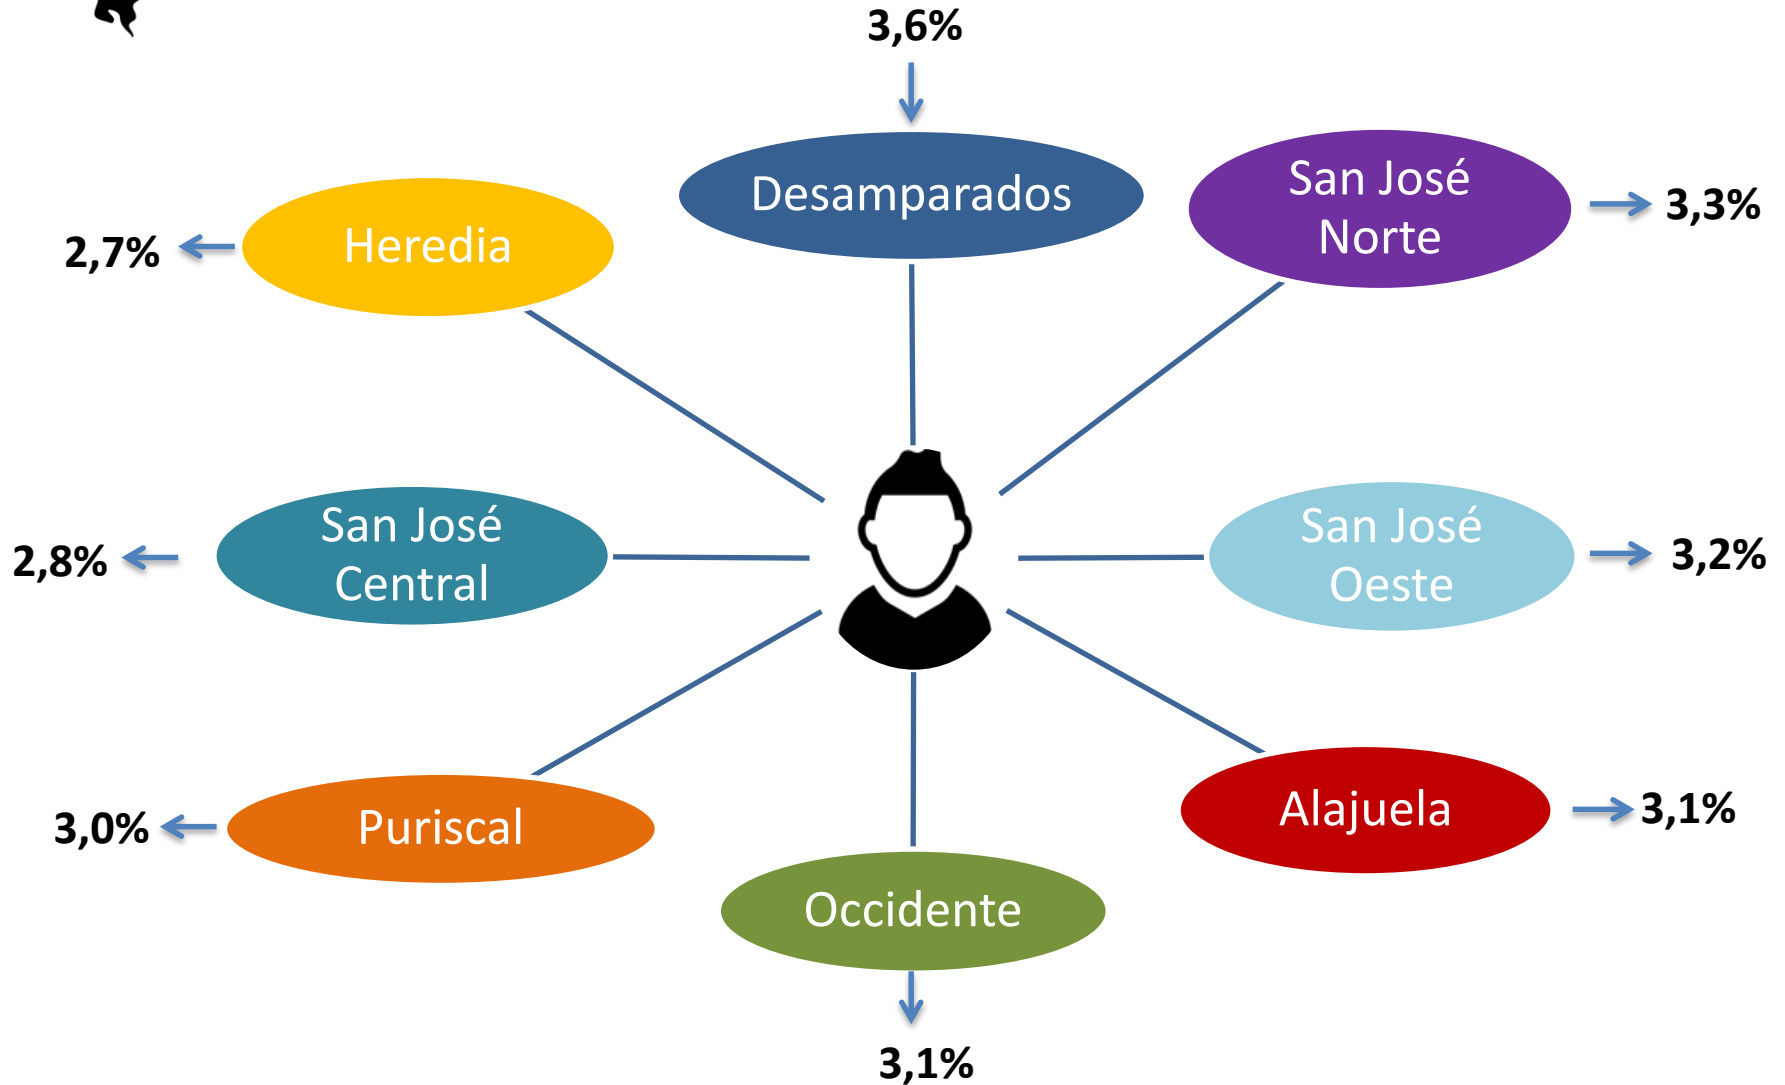 3,6%
Desamparados
San José
Norte
3,3%
Heredia
2,7%
San José
Central
2,8%
San José
Oeste
3,2%
Puriscal
3,0%
Alajuela
3,1%
Occidente
3,1%